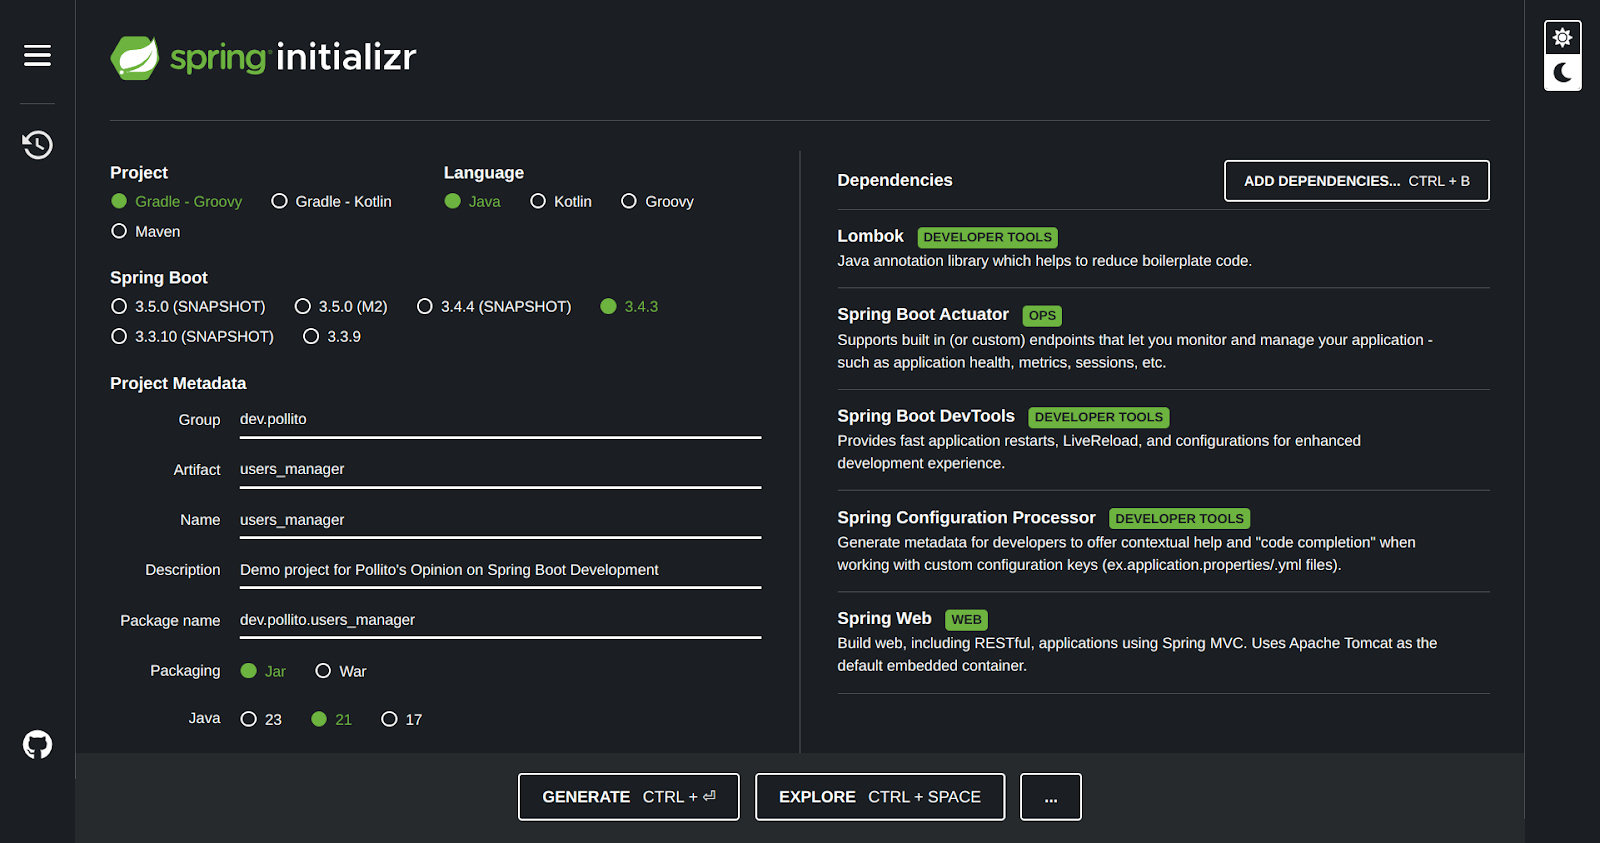 spring initializr
Project
Gradle - Groovy Gradle - Kotlin
Maven
Language
Java Kotlin Groovy
Spring Boot
3.5.0 (SNAPSHOT) 3.5.0 (M2) 3.4.4 (SNAPSHOT) 3.4.3
3.3.10 (SNAPSHOT) 3.3.9
Project Metadata
Group dev.pollito
Artifact users_manager
Name users_manager
Description Demo project for Pollito's Opinion on Spring Boot Development
Package name dev.pollito.users_manager
Packaging Jar War
Java 23 21 17
Dependencies
ADD DEPENDENCIES... CTRL + B
Lombok DEVELOPER TOOLS
Java annotation library which helps to reduce boilerplate code.
Spring Boot Actuator OPS
Supports built in (or custom) endpoints that let you monitor and manage your application -
such as application health, metrics, sessions, etc.
Spring Boot DevTools DEVELOPER TOOLS
Provides fast application restarts, LiveReload, and configurations for enhanced
development experience.
Spring Configuration Processor DEVELOPER TOOLS
Generate metadata for developers to offer contextual help and "code completion" when
working with custom configuration keys (ex.application.properties/.yml files).
Spring Web WEB
Build web, including RESTful, applications using Spring MVC. Uses Apache Tomcat as the
default embedded container.
GENERATE CTRL + ⏎
EXPLORE CTRL + SPACE
...